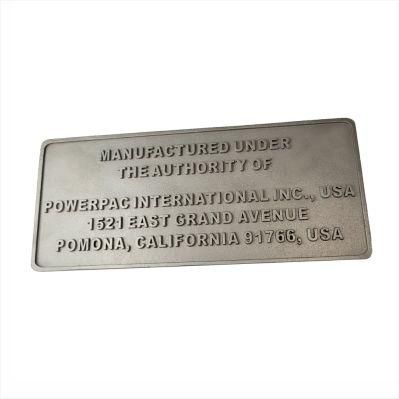 MANUFACTURED UNDER
THE AUTHORITY OF
POWERPAC INTERNATIONAL INC., USA
1521 EAST GRAND AVENUE
POMONA, CALIFORNIA 91766, USA